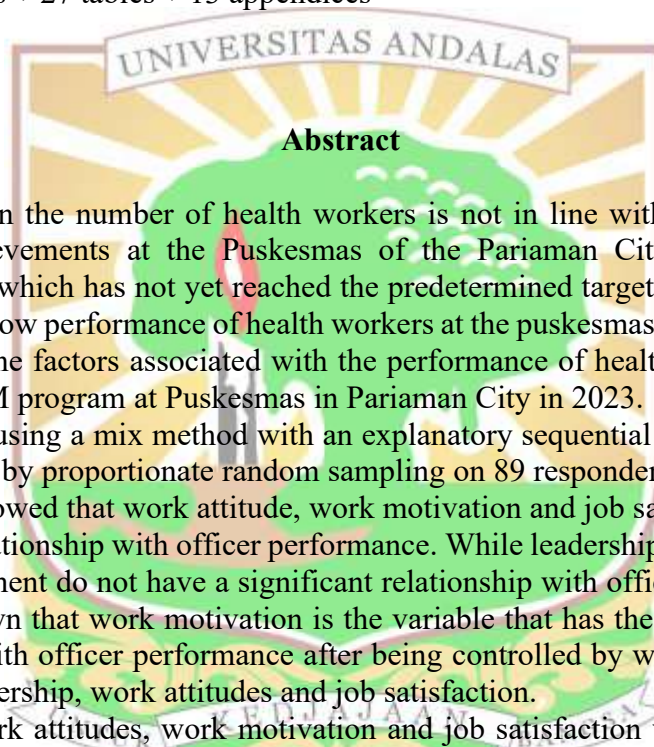 27 tables + 13 appendices
UNIVERSITAS ANDALAS
Abstract
n the number of health workers is not in line with
evements at the Puskesmas of the Pariaman Cit
which has not yet reached the predetermined target
ow performance of health workers at the puskesmas
he factors associated with the performance of healt
M program at Puskesmas in Pariaman City in 2023.
using a mix method with an explanatory sequential
by proportionate random sampling on 89 responde
owed that work attitude, work motivation and job sa
ationship with officer performance. While leadership
ment do not have a significant relationship with offic
wn that work motivation is the variable that has the
ith officer performance after being controlled by w
ership, work attitudes and job satisfaction.
rk attitudes, work motivation and job satisfaction
KEDJAJAAN